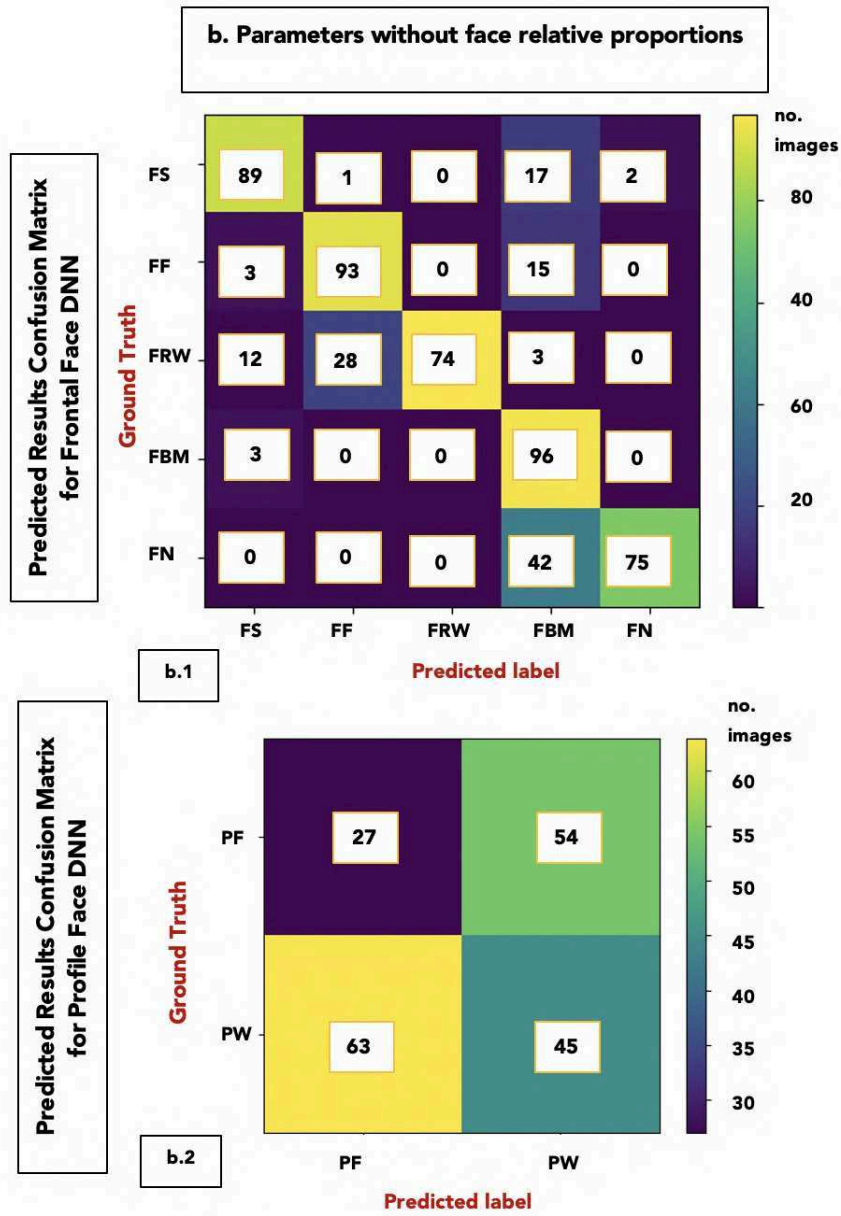 b. Parameters without face relative proportions
Predicted Results Confusion Matrix
for Frontal Face DNN
Ground Truth
FS 89 1 0 17 2
FF 3 93 0 15 0
FRW 12 28 74 3 0
FBM 3 0 0 96 0
FN 0 0 0 42 75
FS FF FRW FBM FN
Predicted label
b.1
no.
images
80
40
60
20
Predicted Results Confusion Matrix
for Profile Face DNN
Ground Truth
PF 27 54
PW 63 45
PF PW
Predicted label
b.2
no.
images
60
55
50
45
40
35
30